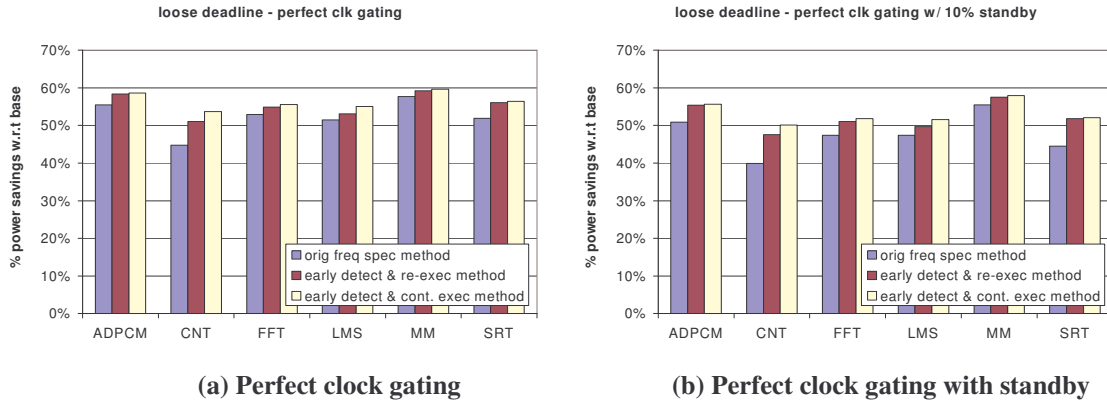 loose deadline - perfect clk gating
% power savings w.r.t base
70%
60%
50%
40%
30%
20%
10%
0%
orig freq spec method
early detect & re-exec method
early detect & cont. exec method
ADPCM CNT FFT LMS MM SRT
(a) Perfect clock gating
loose deadline - perfect clk gating w/ 10% standby
% power savings w.r.t base
70%
60%
50%
40%
30%
20%
10%
0%
orig freq spec method
early detect & re-exec method
early detect & cont. exec method
ADPCM CNT FFT LMS MM SRT
(b) Perfect clock gating with standby